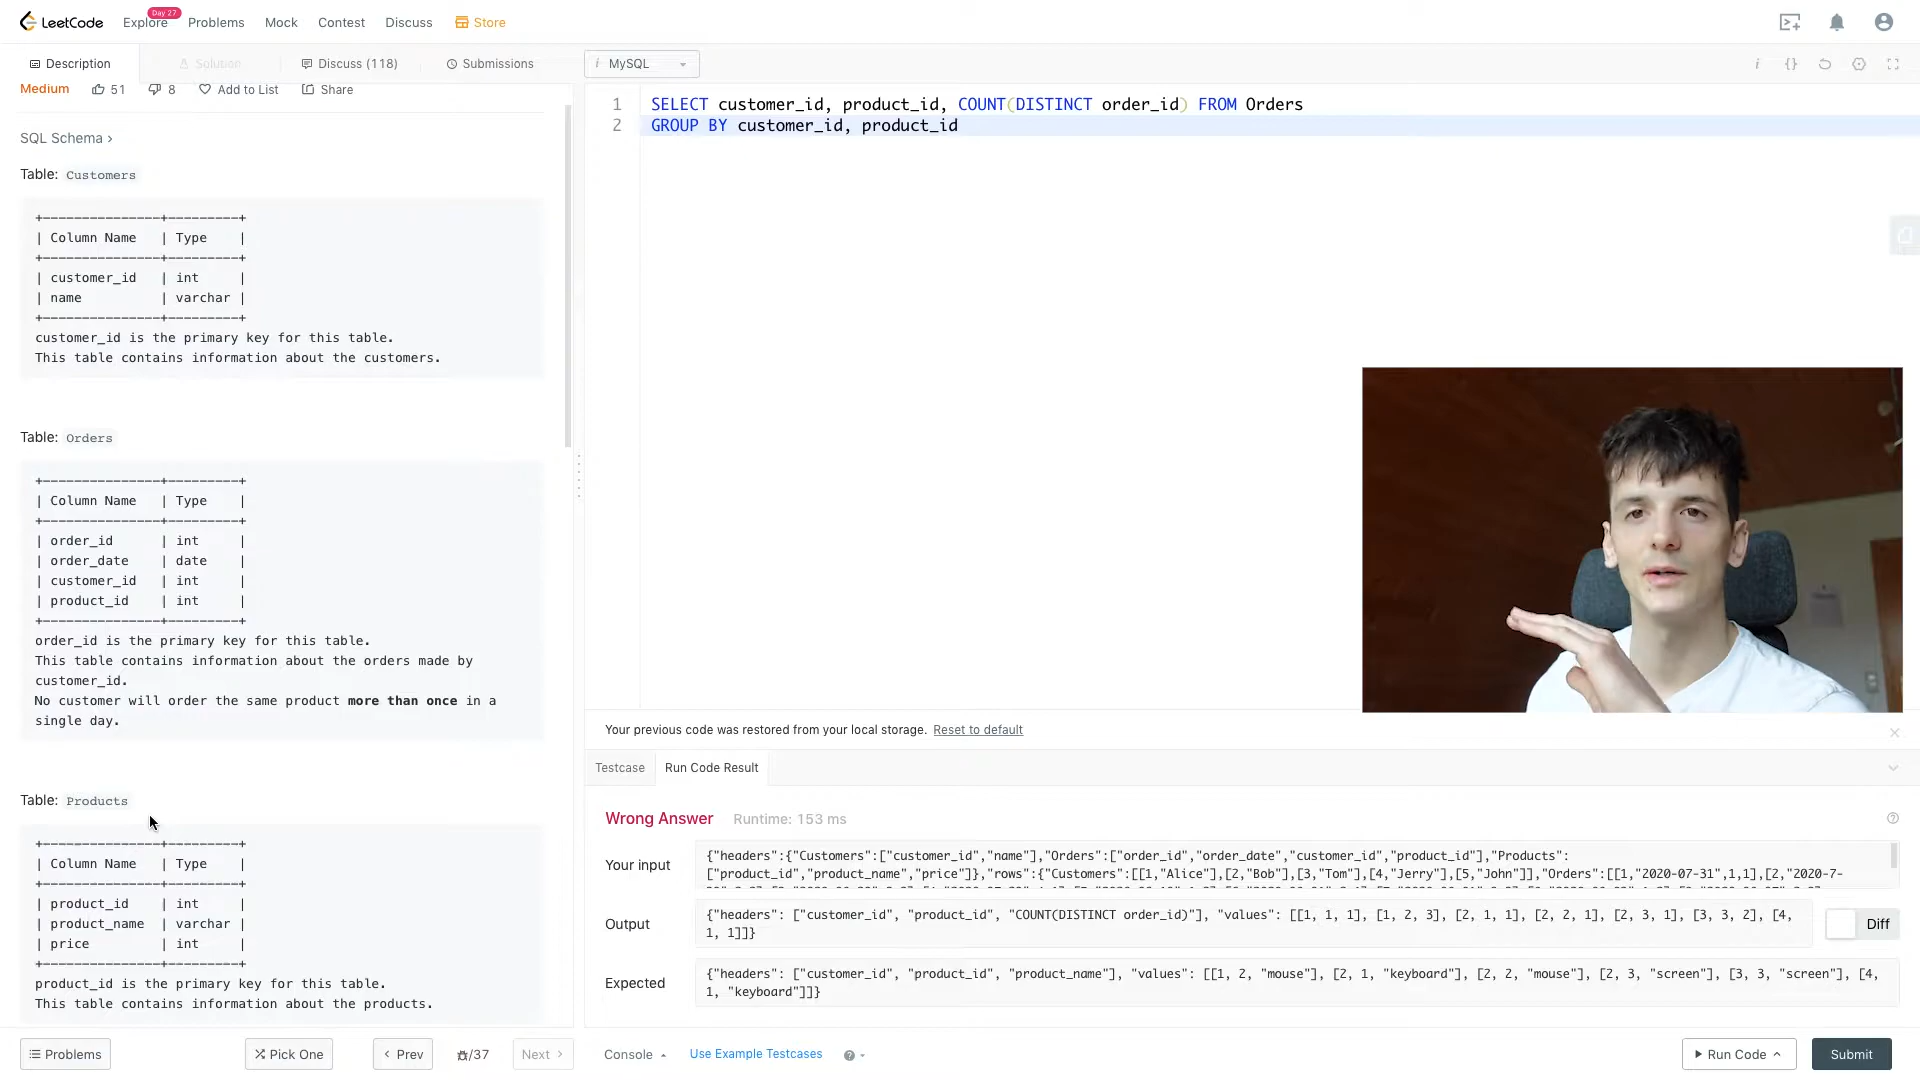 LeetCode
Explore
Day 27
Problems
Mock
Contest
Discuss
Store
Description
Solution
Discuss (118)
Submissions
i MySQL
i {}
Medium
51
8
Add to List
Share
SQL Schema ›
Table: Customers
+---------------+---------+
| Column Name   | Type    |
+---------------+---------+
| customer_id   | int     |
| name          | varchar |
+---------------+---------+
customer_id is the primary key for this table.
This table contains information about the customers.
Table: Orders
+---------------+---------+
| Column Name   | Type    |
+---------------+---------+
| order_id      | int     |
| order_date    | date    |
| customer_id   | int     |
| product_id    | int     |
+---------------+---------+
order_id is the primary key for this table.
This table contains information about the orders made by
customer_id.
No customer will order the same product more than once in a
single day.
Table: Products
+---------------+---------+
| Column Name   | Type    |
+---------------+---------+
| product_id    | int     |
| product_name  | varchar |
| price         | int     |
+---------------+---------+
product_id is the primary key for this table.
This table contains information about the products.
1 SELECT customer_id, product_id, COUNT(DISTINCT order_id) FROM Orders
2 GROUP BY customer_id, product_id
Your previous code was restored from your local storage. Reset to default
Testcase
Run Code Result
Wrong Answer
Runtime: 153 ms
Your input
{"headers":{"Customers":["customer_id","name"],"Orders":["order_id","order_date","customer_id","product_id"],"Products":
["product_id","product_name","price"]},"rows":{"Customers":[[1,"Alice"],[2,"Bob"],[3,"Tom"],[4,"Jerry"],[5,"John"]],"Orders":[[1,"2020-07-31",1,1],[2,"2020-7-
Output
{"headers": ["customer_id", "product_id", "COUNT(DISTINCT order_id)"], "values": [[1, 1, 1], [1, 2, 3], [2, 1, 1], [2, 2, 1], [2, 3, 1], [3, 3, 2], [4,
1, 1]]}
Diff
Expected
{"headers": ["customer_id", "product_id", "product_name"], "values": [[1, 2, "mouse"], [2, 1, "keyboard"], [2, 2, "mouse"], [2, 3, "screen"], [3, 3, "screen"], [4,
1, "keyboard"]]}
Problems
Pick One
‹ Prev
/37
Next ›
Console
Use Example Testcases
Run Code
Submit